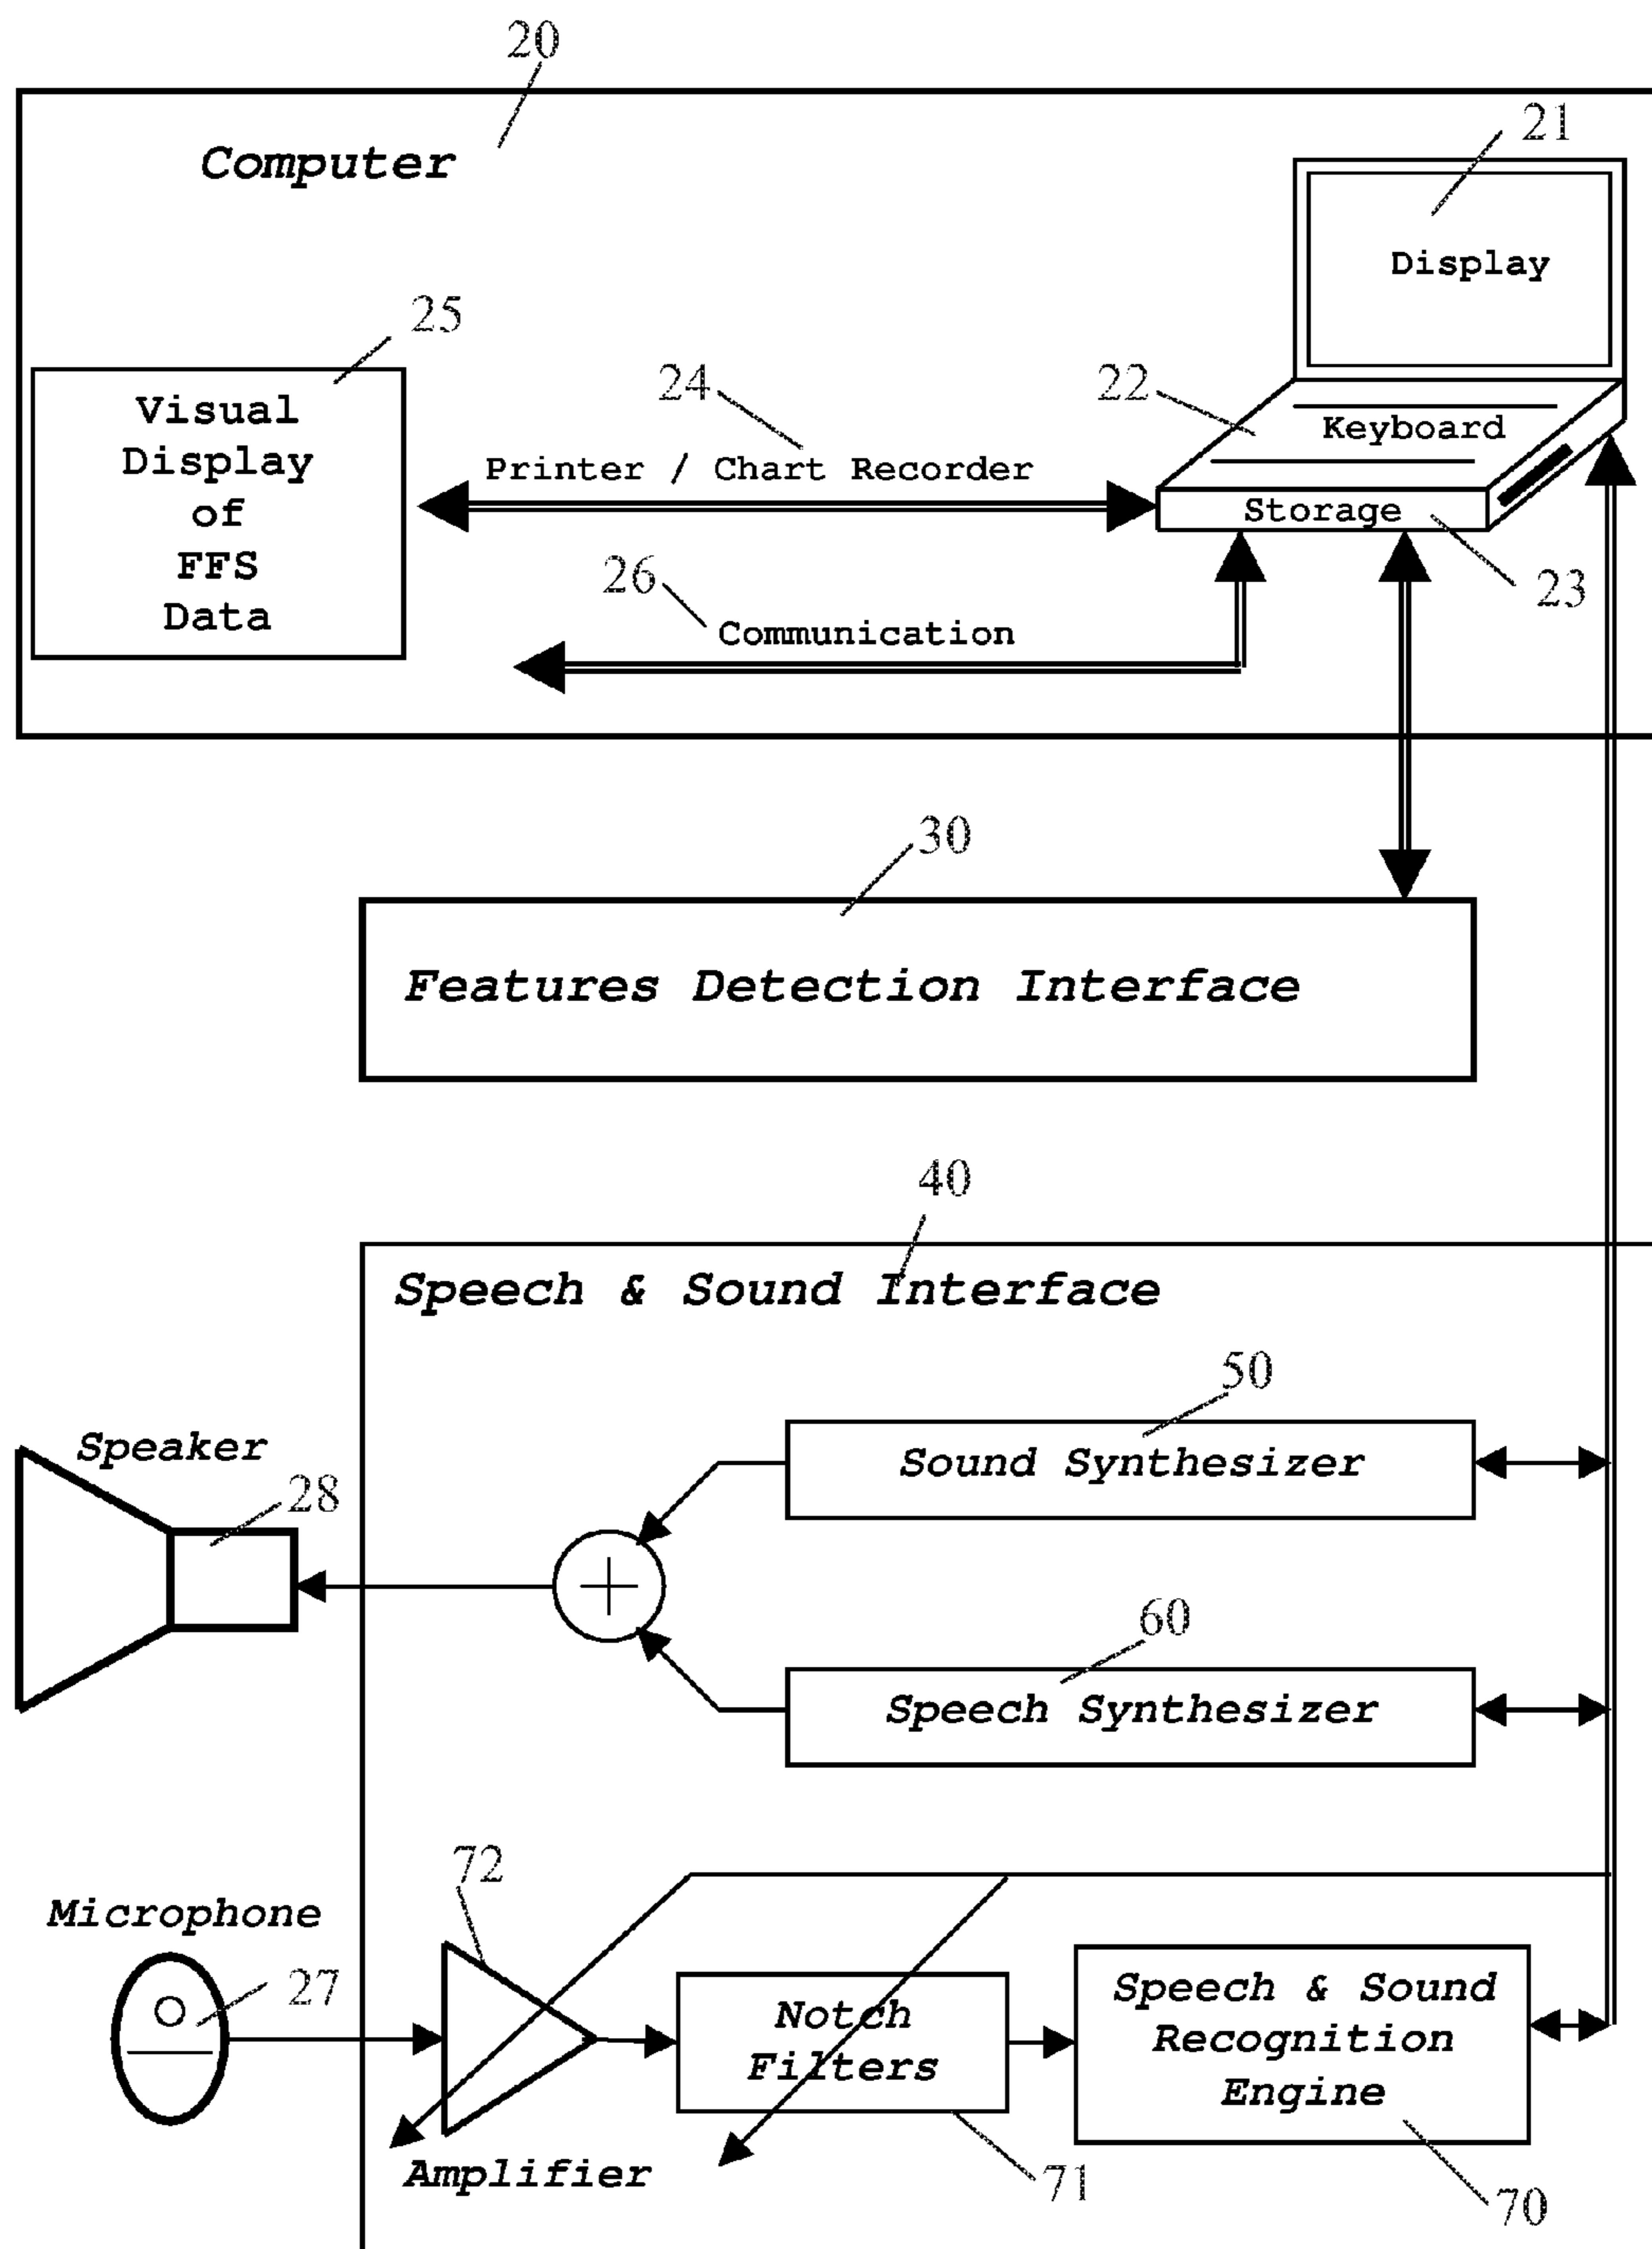 20
Computer
21
Display
25
Visual
Display
of
FFS
Data
24
Printer / Chart Recorder
22
Keyboard
Storage
23
26
Communication
30
Features Detection Interface
40
Speech & Sound Interface
50
Sound Synthesizer
Speaker
28
60
Speech Synthesizer
72
Microphone
27
Notch
Filters
Speech & Sound
Recognition
Engine
Amplifier
71
70